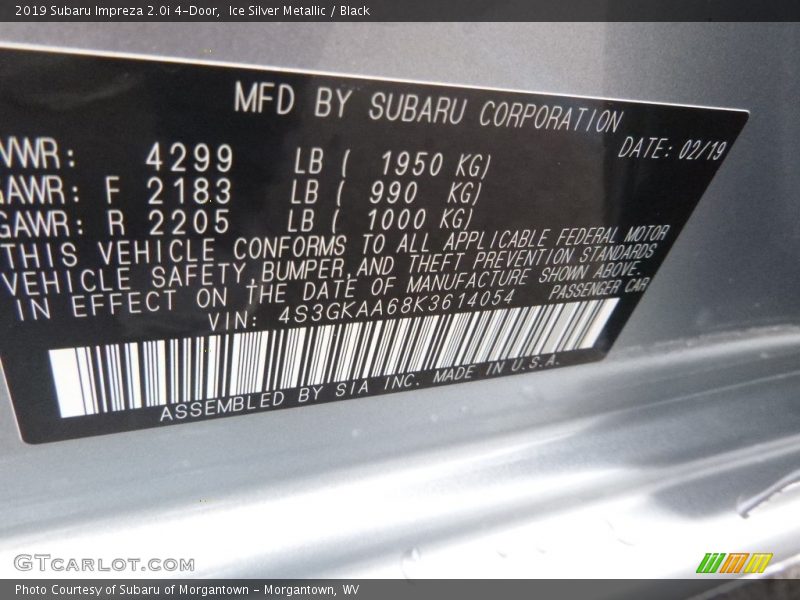 2019 Subaru Impreza 2.0i 4-Door,  Ice Silver Metallic / Black
MFD BY SUBARU CORPORATION
DATE: 02/19
VWR: 4299 LB ( 1950 KG)
GAWR: F 2183 LB ( 990 KG)
GAWR: R 2205 LB ( 1000 KG)
THIS VEHICLE CONFORMS TO ALL APPLICABLE FEDERAL MOTOR
VEHICLE SAFETY,BUMPER,AND THEFT PREVENTION STANDARDS
IN EFFECT ON THE DATE OF MANUFACTURE SHOWN ABOVE.
VIN: 4S3GKAA68K3614054 PASSENGER CAR
ASSEMBLED BY SIA INC. MADE IN U.S.A.
GTCARLOT.COM
Photo Courtesy of Subaru of Morgantown - Morgantown, WV